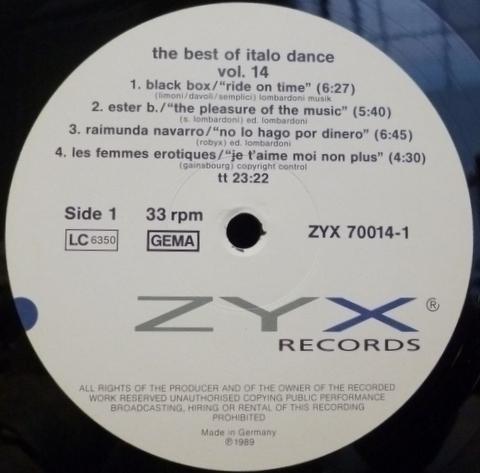 the best of italo dance
vol. 14
1. black box/“ride on time” (6:27)
(limoni/davoli/semplici) lombardoni musik
2. ester b./“the pleasure of the music” (5:40)
(s. lombardoni) ed. lombardoni
3. raimunda navarro/“no lo hago por dinero” (6:45)
(robyx) ed. lombardoni
4. les femmes erotiques/“je t'aime moi non plus” (4:30)
(gainsbourg) copyright control
tt 23:22
Side 1 33 rpm
LC 6350 GEMA ZYX 70014-1
ZYX ®
RECORDS
ALL RIGHTS OF THE PRODUCER AND OF THE OWNER OF THE RECORDED
WORK RESERVED UNAUTHORISED COPYING PUBLIC PERFORMANCE
BROADCASTING, HIRING OR RENTAL OF THIS RECORDING
PROHIBITED
Made in Germany
℗1989